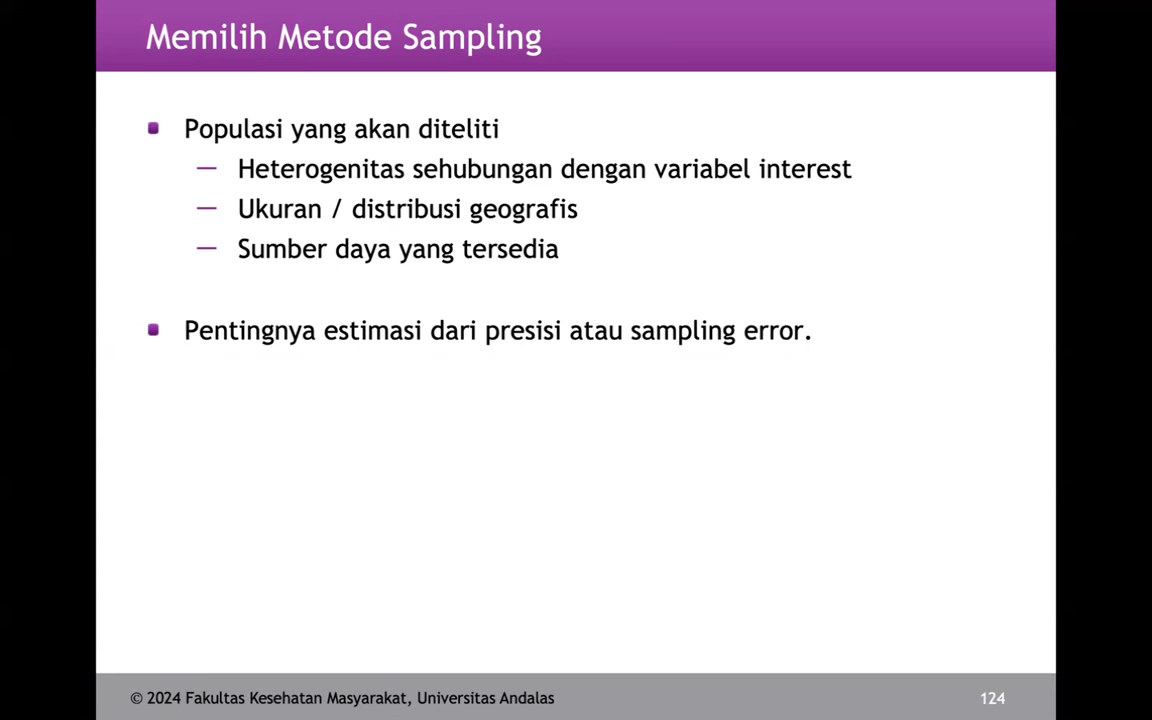 Memilih Metode Sampling
Populasi yang akan diteliti
— Heterogenitas sehubungan dengan variabel interest
— Ukuran / distribusi geografis
— Sumber daya yang tersedia
Pentingnya estimasi dari presisi atau sampling error.
© 2024 Fakultas Kesehatan Masyarakat, Universitas Andalas
124